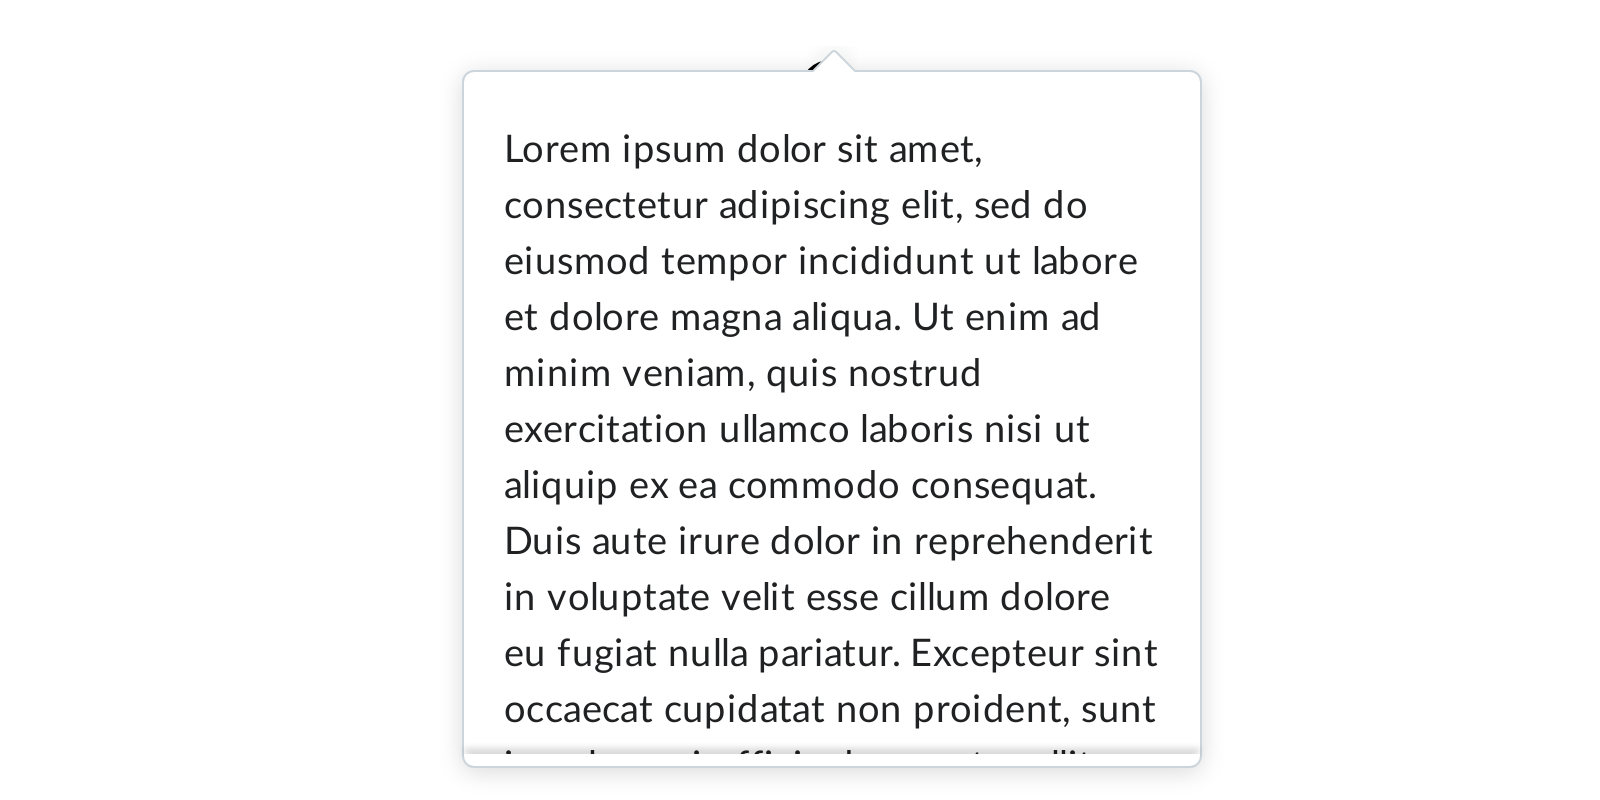 Lorem ipsum dolor sit amet,
consectetur adipiscing elit, sed do
eiusmod tempor incididunt ut labore
et dolore magna aliqua. Ut enim ad
minim veniam, quis nostrud
exercitation ullamco laboris nisi ut
aliquip ex ea commodo consequat.
Duis aute irure dolor in reprehenderit
in voluptate velit esse cillum dolore
eu fugiat nulla pariatur. Excepteur sint
occaecat cupidatat non proident, sunt